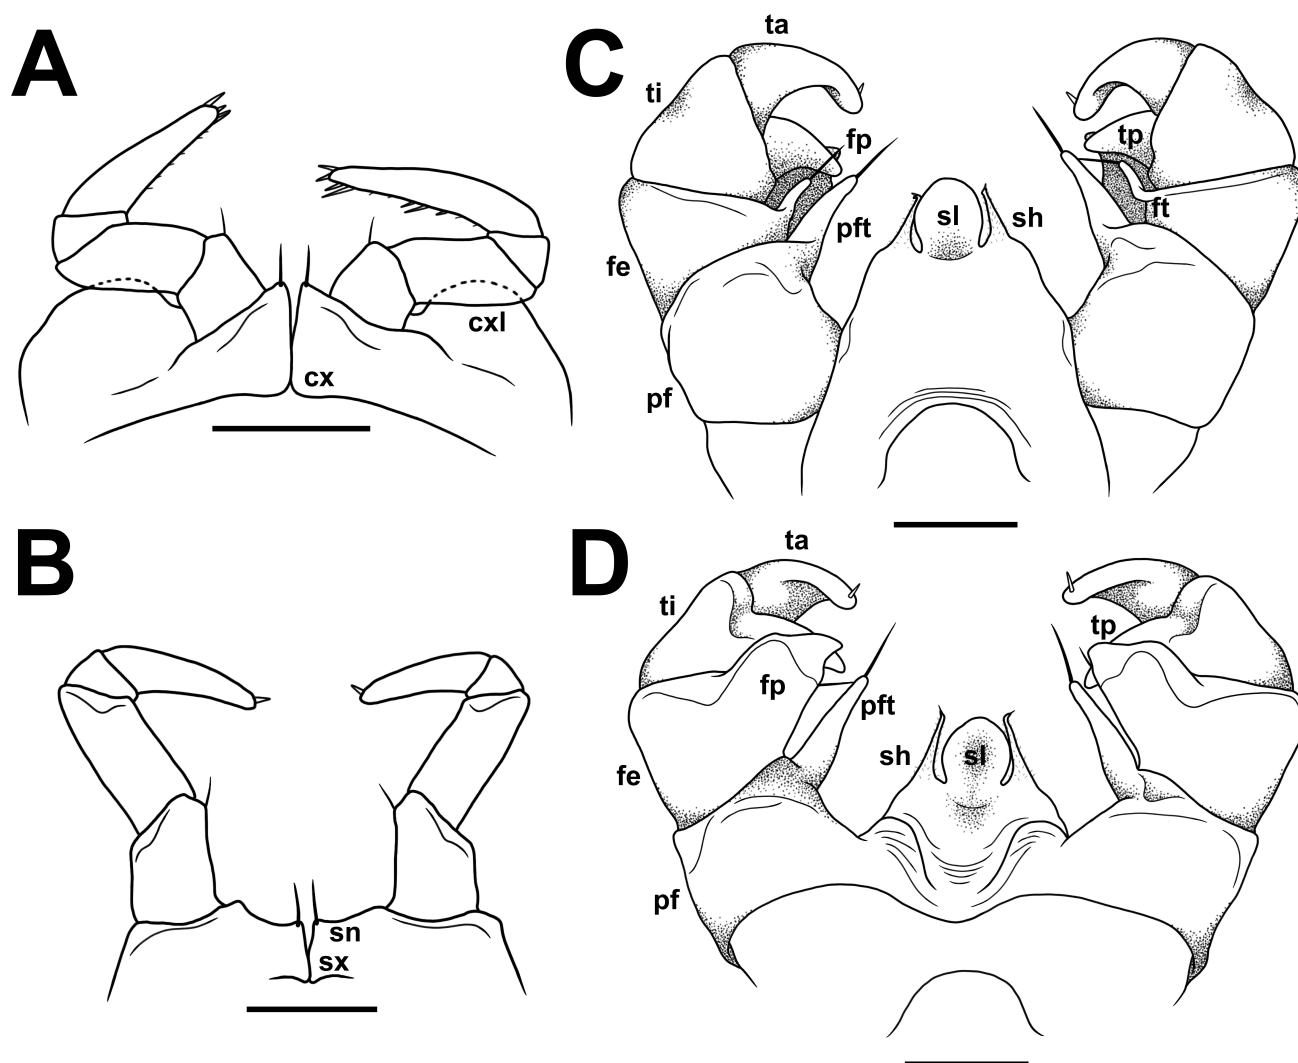 A
cxl
cx
B
sn
sx
C
ta
ti
fp
tp
sl
sh
pft
ft
fe
pf
D
ta
ti
tp
fp
pft
sh
sl
fe
pf